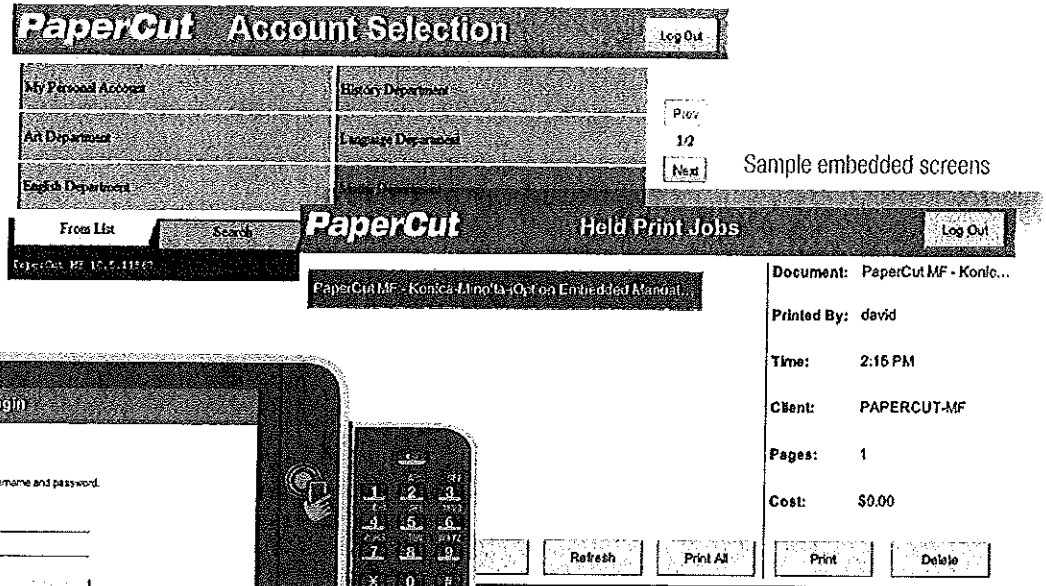 PaperCut Account Selection
Log Out
My Personal Account
History Department
Art Department
Language Department
English Department
Prev
1/2
Next
Sample embedded screens
From List
Search
PaperCut
Held Print Jobs
Log Out
PaperCut MF - Konica-Minolta-iOption Embedded Manual...
Document: PaperCut MF - Konic...
Printed By: david
Time: 2:15 PM
Client: PAPERCUT-MF
Pages: 1
Cost: $0.00
and password.
1 2 3
4 5 6
7 8 9
X 0 #
Refresh
Print All
Print
Delete